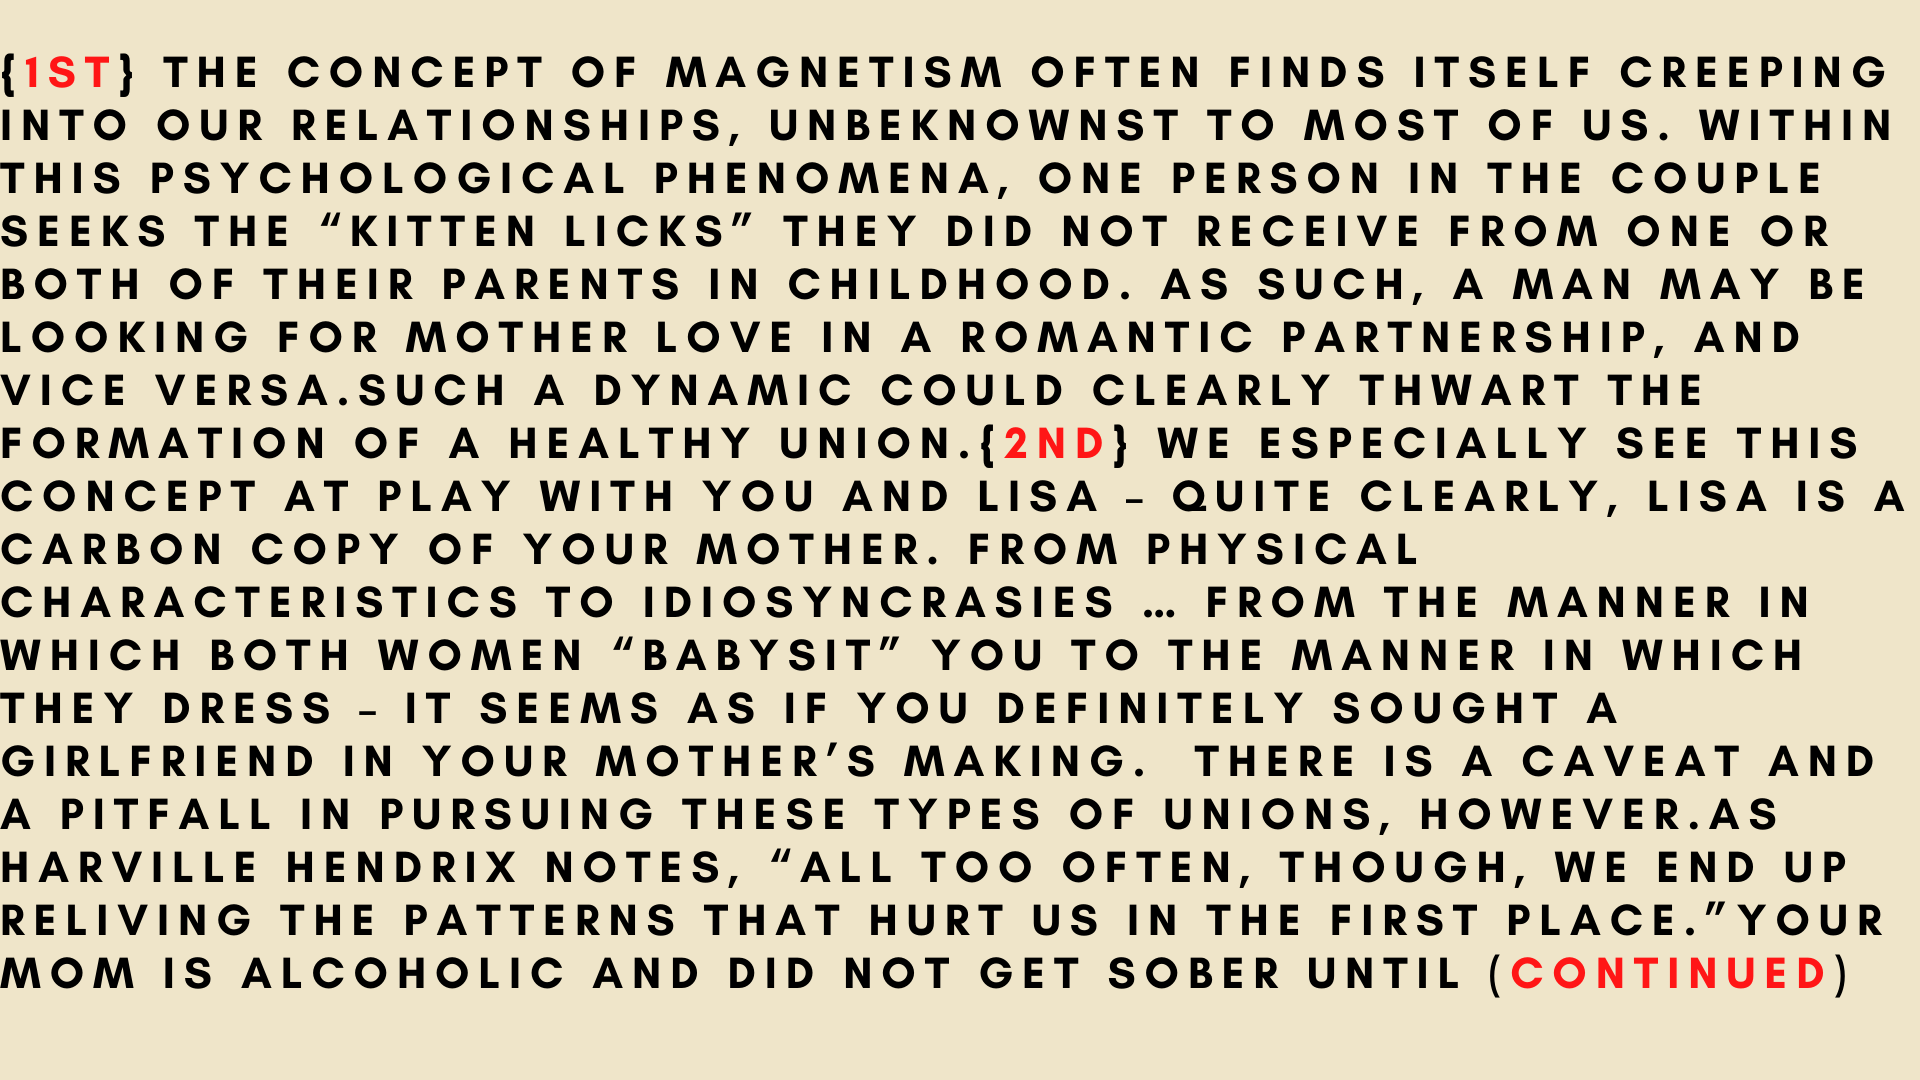 {1ST} THE CONCEPT OF MAGNETISM OFTEN FINDS ITSELF CREEPING
INTO OUR RELATIONSHIPS, UNBEKNOWNST TO MOST OF US. WITHIN
THIS PSYCHOLOGICAL PHENOMENA, ONE PERSON IN THE COUPLE
SEEKS THE “KITTEN LICKS” THEY DID NOT RECEIVE FROM ONE OR
BOTH OF THEIR PARENTS IN CHILDHOOD. AS SUCH, A MAN MAY BE
LOOKING FOR MOTHER LOVE IN A ROMANTIC PARTNERSHIP, AND
VICE VERSA.SUCH A DYNAMIC COULD CLEARLY THWART THE
FORMATION OF A HEALTHY UNION.{2ND} WE ESPECIALLY SEE THIS
CONCEPT AT PLAY WITH YOU AND LISA – QUITE CLEARLY, LISA IS A
CARBON COPY OF YOUR MOTHER. FROM PHYSICAL
CHARACTERISTICS TO IDIOSYNCRASIES … FROM THE MANNER IN
WHICH BOTH WOMEN “BABYSIT” YOU TO THE MANNER IN WHICH
THEY DRESS – IT SEEMS AS IF YOU DEFINITELY SOUGHT A
GIRLFRIEND IN YOUR MOTHER’S MAKING.  THERE IS A CAVEAT AND
A PITFALL IN PURSUING THESE TYPES OF UNIONS, HOWEVER.AS
HARVILLE HENDRIX NOTES, “ALL TOO OFTEN, THOUGH, WE END UP
RELIVING THE PATTERNS THAT HURT US IN THE FIRST PLACE.”YOUR
MOM IS ALCOHOLIC AND DID NOT GET SOBER UNTIL (CONTINUED)